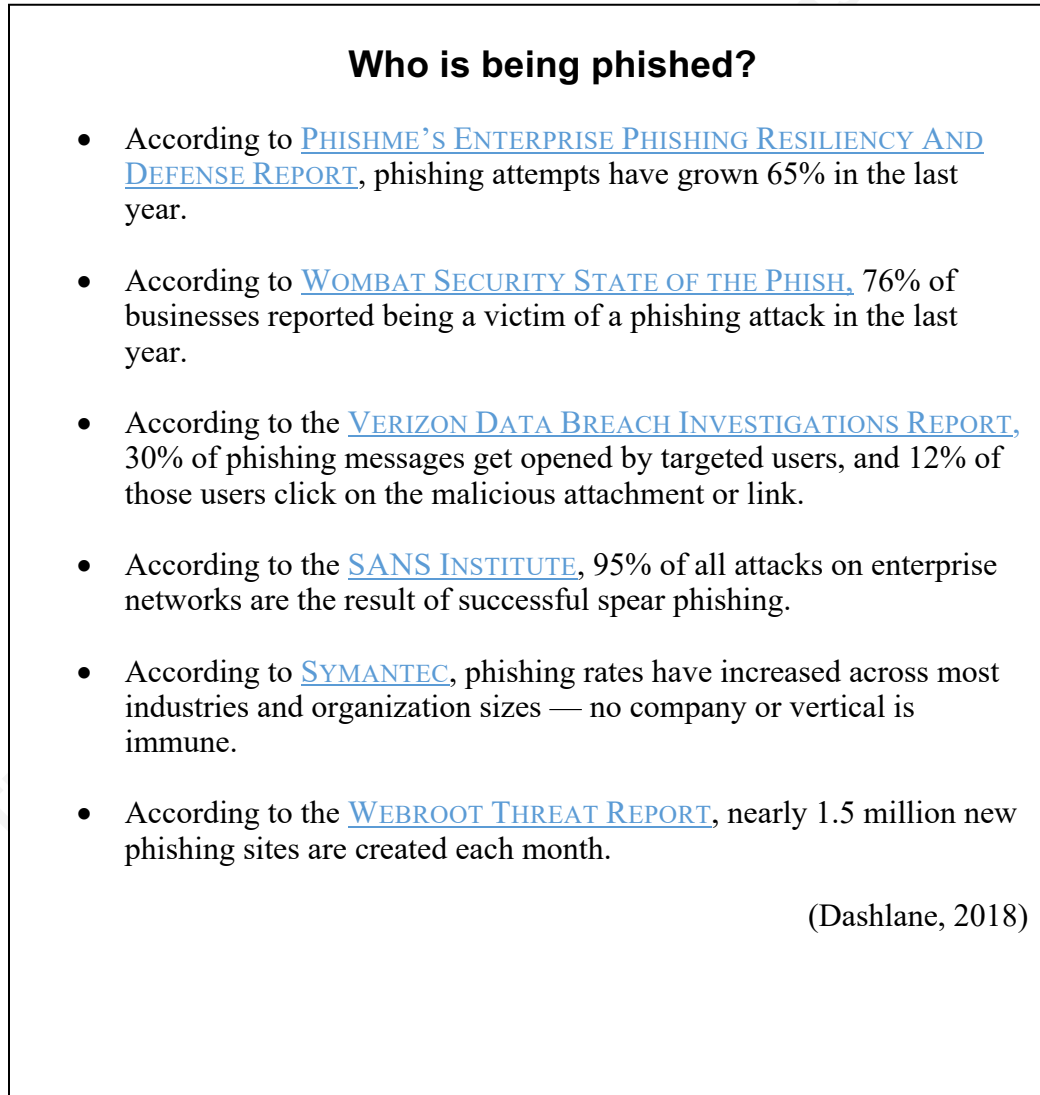 Who is being phished?
• According to PHISHME’S ENTERPRISE PHISHING RESILIENCY AND
DEFENSE REPORT, phishing attempts have grown 65% in the last
year.
• According to WOMBAT SECURITY STATE OF THE PHISH, 76% of
businesses reported being a victim of a phishing attack in the last
year.
• According to the VERIZON DATA BREACH INVESTIGATIONS REPORT,
30% of phishing messages get opened by targeted users, and 12% of
those users click on the malicious attachment or link.
• According to the SANS INSTITUTE, 95% of all attacks on enterprise
networks are the result of successful spear phishing.
• According to SYMANTEC, phishing rates have increased across most
industries and organization sizes — no company or vertical is
immune.
• According to the WEBROOT THREAT REPORT, nearly 1.5 million new
phishing sites are created each month.
(Dashlane, 2018)